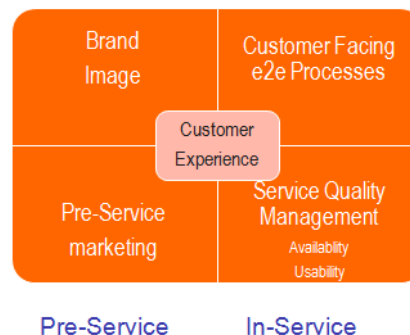 Brand
Image
Customer Facing
e2e Processes
Customer
Experience
Pre-Service
marketing
Service Quality
Management
Availablity
Usability
Pre-Service
In-Service